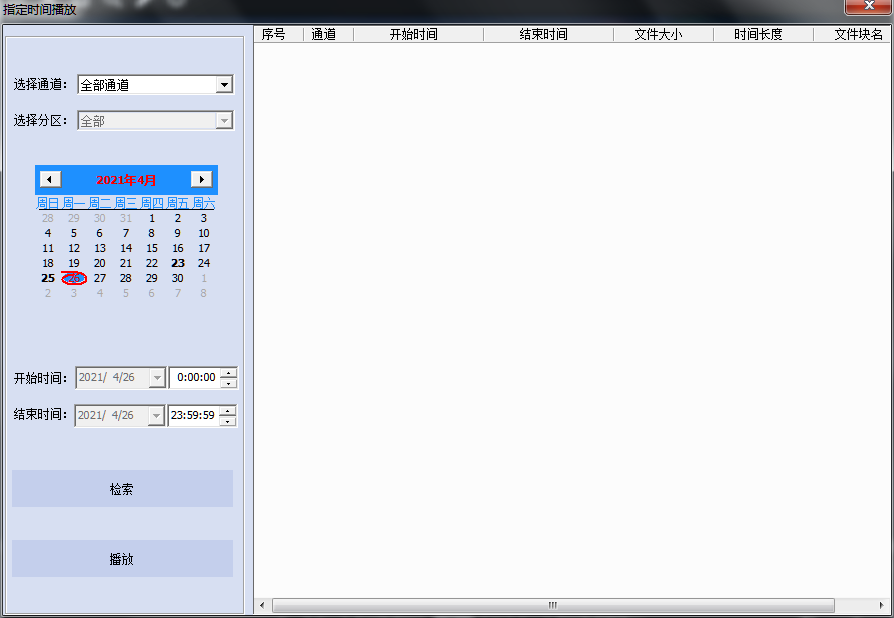 指定时间播放
序号 通道 开始时间 结束时间 文件大小 时间长度 文件块名
选择通道： 全部通道
选择分区： 全部
2021年4月
周日 周一 周二 周三 周四 周五 周六
28 29 30 31 1 2 3
4 5 6 7 8 9 10
11 12 13 14 15 16 17
18 19 20 21 22 23 24
25 26 27 28 29 30 1
2 3 4 5 6 7 8
开始时间： 2021/ 4/26 0:00:00
结束时间： 2021/ 4/26 23:59:59
检索
播放